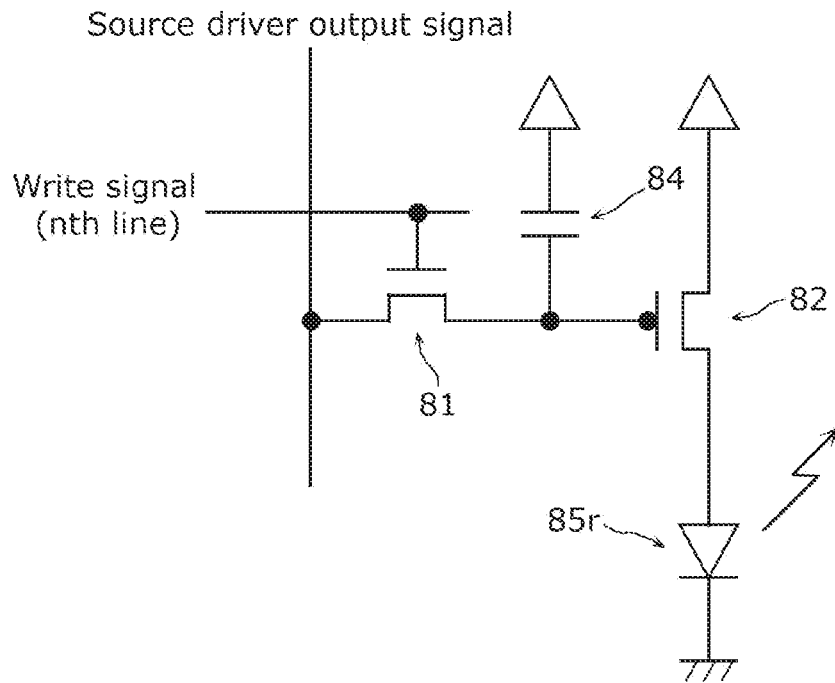 Source driver output signal
Write signal
(nth line)
84
82
81
85r